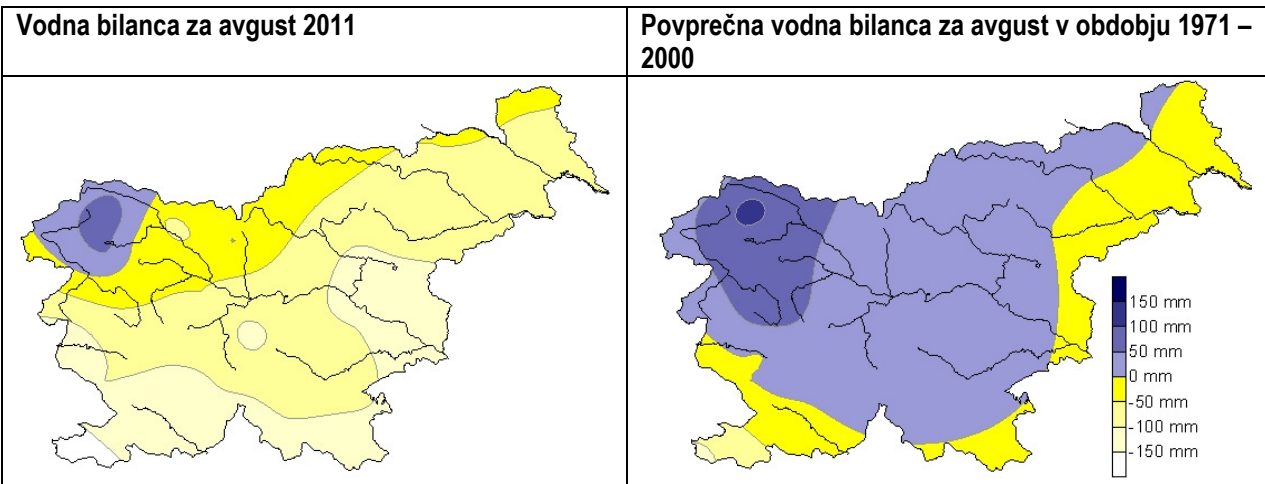 Vodna bilanca za avgust 2011
Povprečna vodna bilanca za avgust v obdobju 1971 –
2000
150 mm
100 mm
50 mm
0 mm
-50 mm
-100 mm
-150 mm